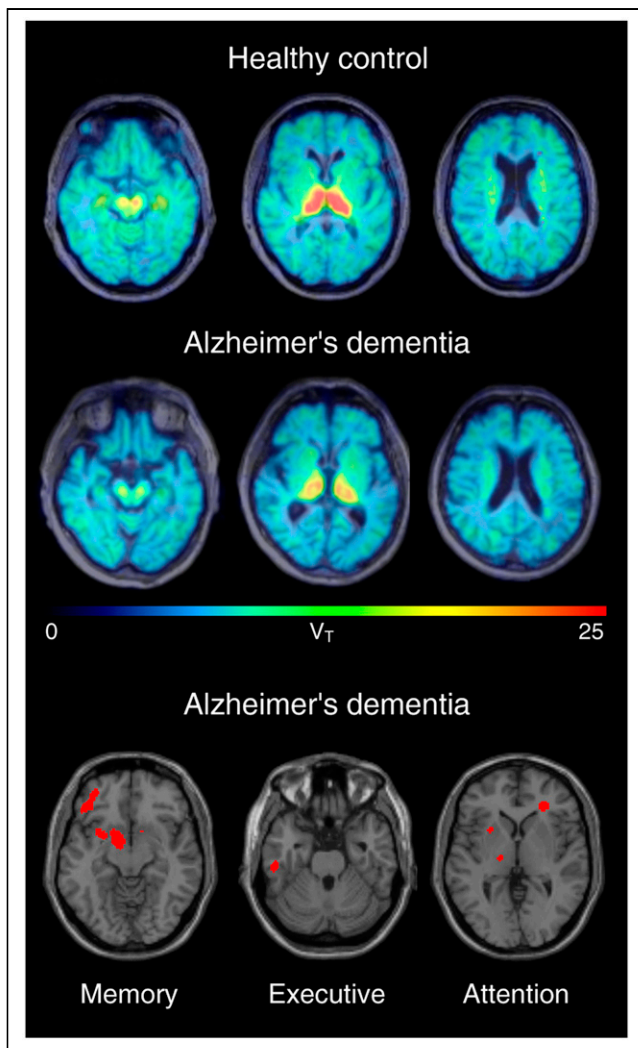 Healthy control
Alzheimer's dementia
0 V_T 25
Alzheimer's dementia
Memory Executive Attention